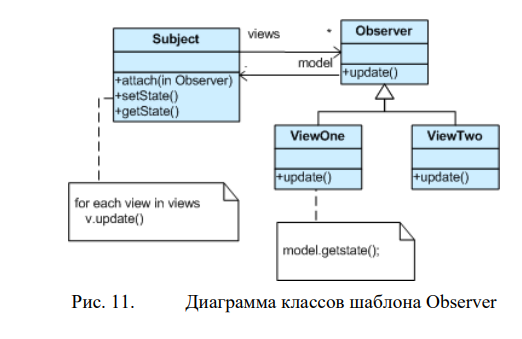 Subject
views
*
Observer
model
+attach(in Observer)
+setState()
+getState()
+update()
ViewOne
ViewTwo
+update()
+update()
for each view in views
v.update()
model.getstate();
Рис. 11. Диаграмма классов шаблона Observer